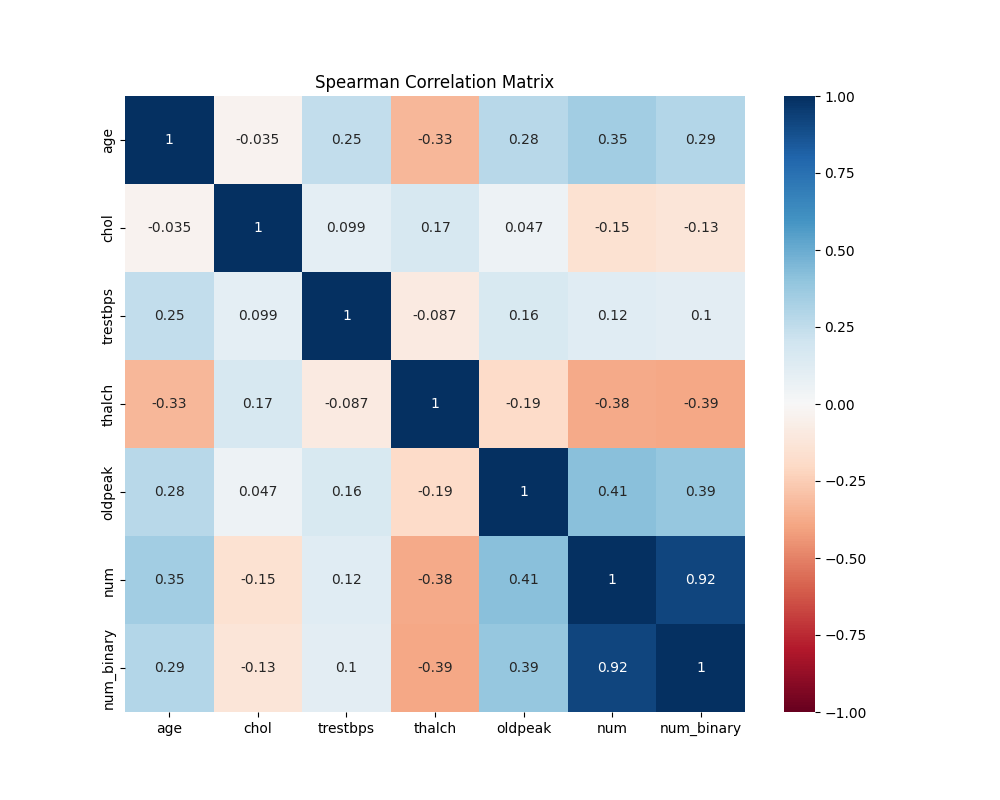 Spearman Correlation Matrix
age 1 -0.035 0.25 -0.33 0.28 0.35 0.29
chol -0.035 1 0.099 0.17 0.047 -0.15 -0.13
trestbps 0.25 0.099 1 -0.087 0.16 0.12 0.1
thalch -0.33 0.17 -0.087 1 -0.19 -0.38 -0.39
oldpeak 0.28 0.047 0.16 -0.19 1 0.41 0.39
num 0.35 -0.15 0.12 -0.38 0.41 1 0.92
num_binary 0.29 -0.13 0.1 -0.39 0.39 0.92 1
age chol trestbps thalch oldpeak num num_binary
1.00
0.75
0.50
0.25
0.00
−0.25
−0.50
−0.75
−1.00